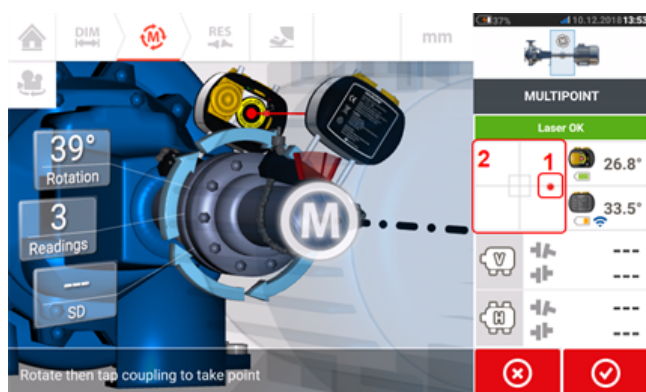 37%
10.12.2018 13:53
DIM
M
RES
mm
MULTIPOINT
Laser OK
39°
Rotation
3
Readings
---
SD
M
2
1
26.8°
33.5°
V
---
---
H
---
---
Rotate then tap coupling to take point